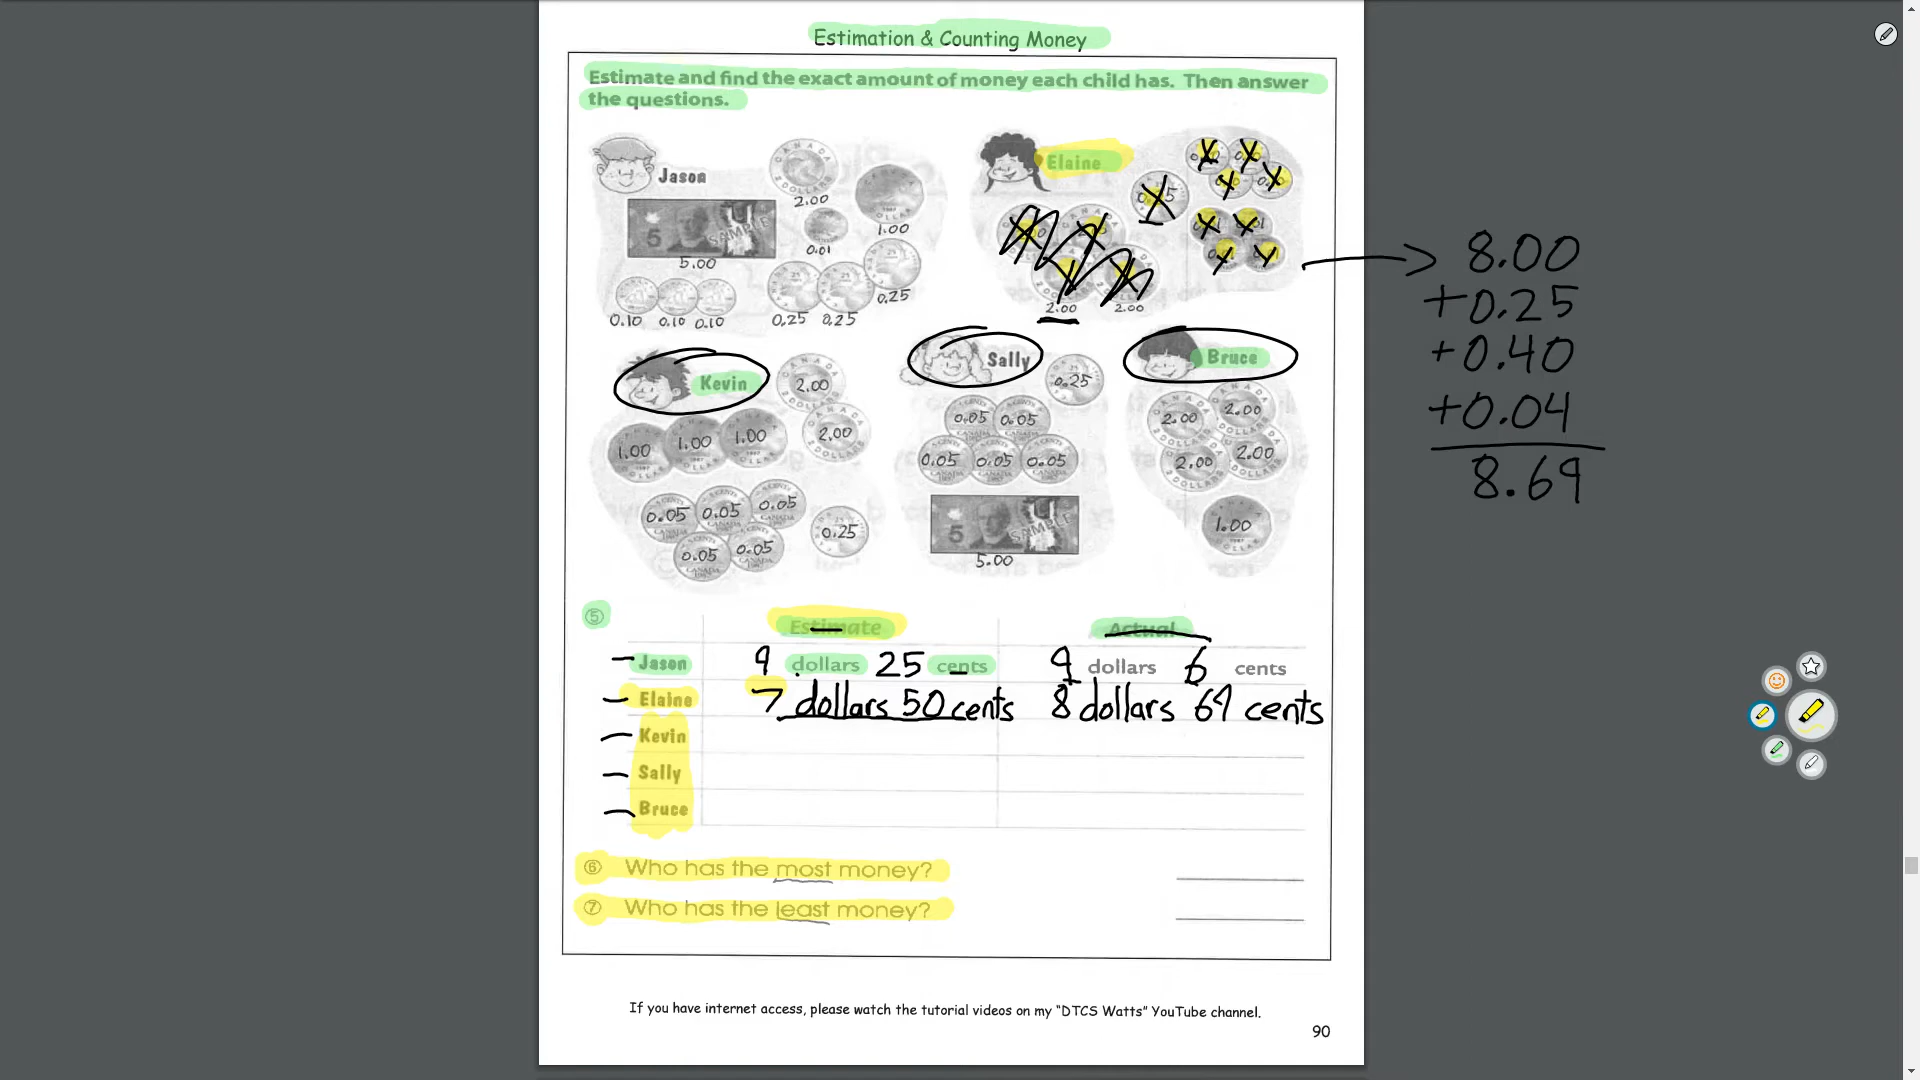 Estimation & Counting Money
Estimate and find the exact amount of money each child has. Then answer
the questions.
Jason
2.00
1.00
0.01
5
SAMPLE
5.00
0.25
0.10 0.10 0.10
0.25 0.25
Elaine
2.00 2.00
8.00
+0.25
+0.40
+0.04
8.69
Kevin
2.00
2.00
1.00 1.00 1.00
0.05 0.05 0.05
0.05 0.05
0.25
Sally
0.25
0.05 0.05
0.05 0.05 0.05
5
SAMPLE
5.00
Bruce
2.00 2.00
2.00 2.00
1.00
⑤
Estimate Actual
Jason 9 dollars 25 cents 9 dollars 6 cents
Elaine 7 dollars 50 cents 8 dollars 69 cents
Kevin
Sally
Bruce
⑥ Who has the most money?
⑦ Who has the least money?
If you have internet access, please watch the tutorial videos on my "DTCS Watts" YouTube channel.
90